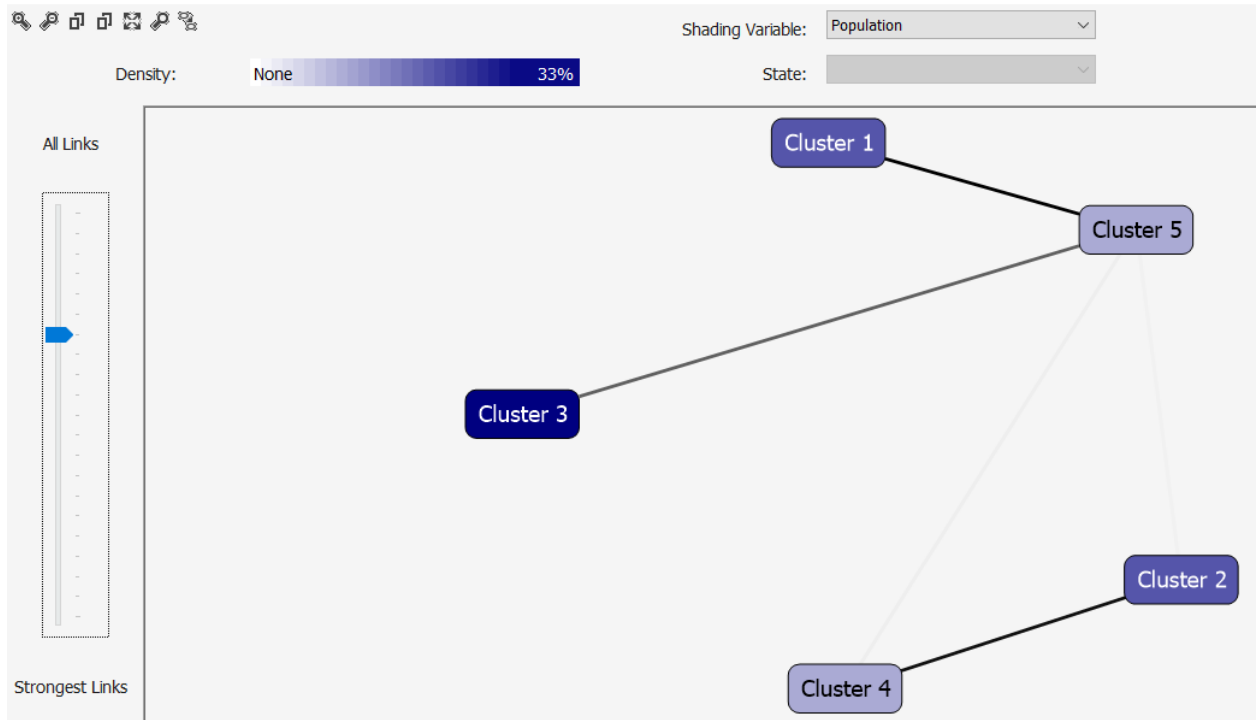 Shading Variable: Population
Density: None 33% State:
All Links
Cluster 1
Cluster 5
Cluster 3
Cluster 2
Cluster 4
Strongest Links